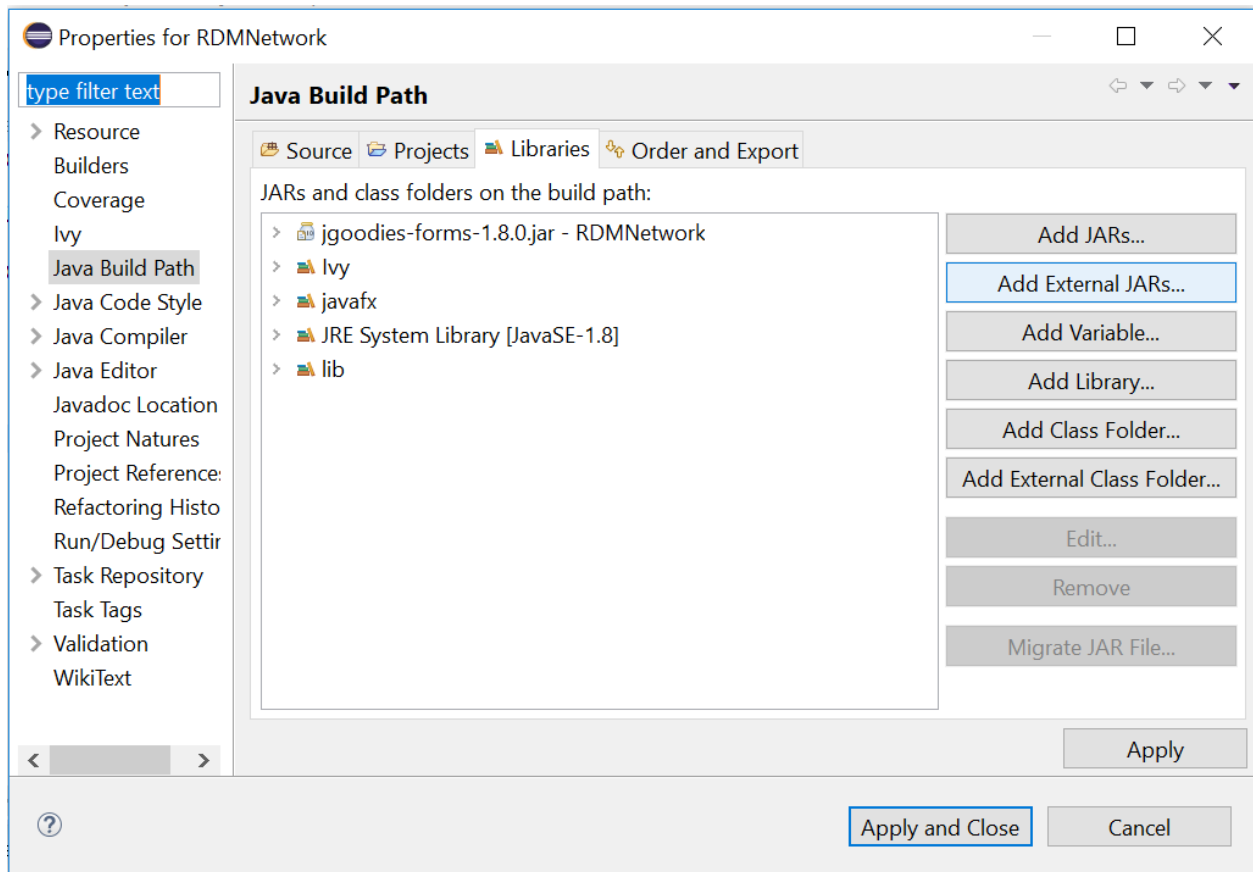 Properties for RDMNetwork
type filter text
Resource
Builders
Coverage
Ivy
Java Build Path
Java Code Style
Java Compiler
Java Editor
Javadoc Location
Project Natures
Project Reference:
Refactoring Histo
Run/Debug Settir
Task Repository
Task Tags
Validation
WikiText
Java Build Path
Source Projects Libraries Order and Export
JARs and class folders on the build path:
jgoodies-forms-1.8.0.jar - RDMNetwork
Ivy
javafx
JRE System Library [JavaSE-1.8]
lib
Add JARs...
Add External JARs...
Add Variable...
Add Library...
Add Class Folder...
Add External Class Folder...
Edit...
Remove
Migrate JAR File...
Apply
Apply and Close Cancel